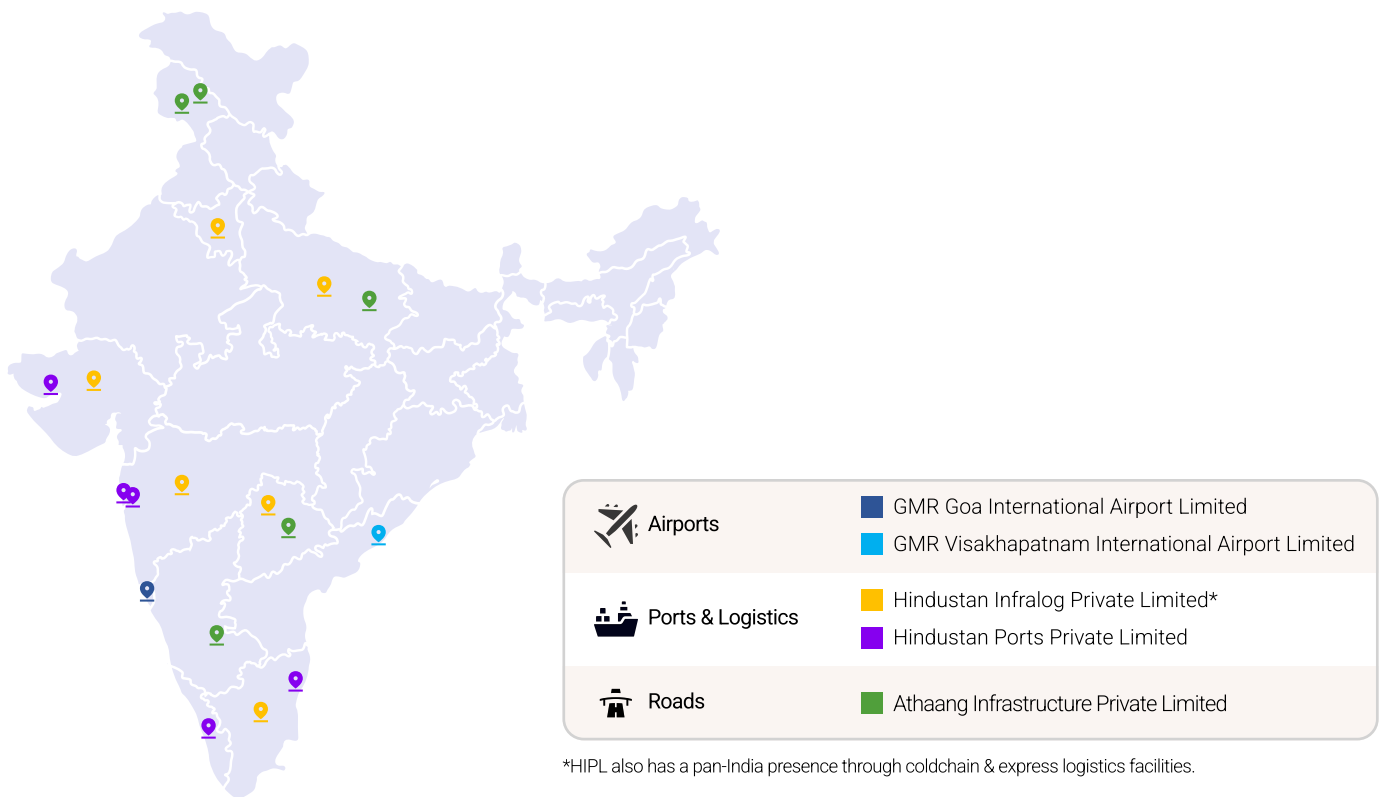 Airports
GMR Goa International Airport Limited
GMR Visakhapatnam International Airport Limited
Ports & Logistics
Hindustan Infralog Private Limited*
Hindustan Ports Private Limited
Roads
Athaang Infrastructure Private Limited
*HIPL also has a pan-India presence through coldchain & express logistics facilities.